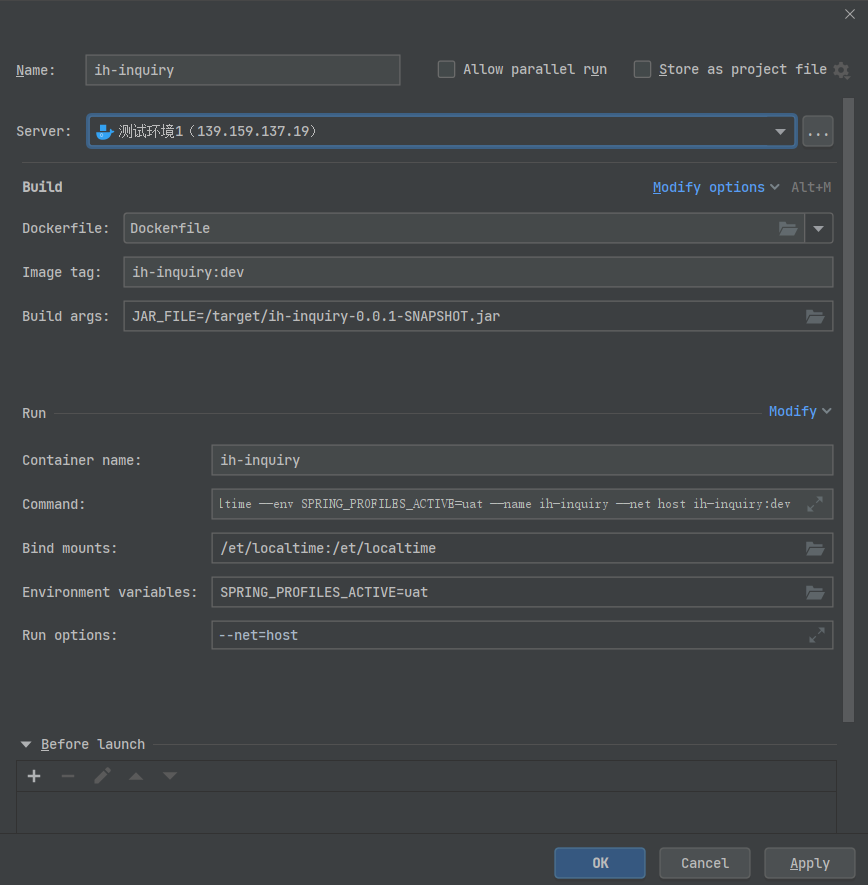 Name: ih-inquiry Allow parallel run Store as project file
Server: 测试环境1（139.159.137.19） ...
Build Modify options Alt+M
Dockerfile: Dockerfile
Image tag: ih-inquiry:dev
Build args: JAR_FILE=/target/ih-inquiry-0.0.1-SNAPSHOT.jar
Run Modify
Container name: ih-inquiry
Command: ltime --env SPRING_PROFILES_ACTIVE=uat --name ih-inquiry --net host ih-inquiry:dev
Bind mounts: /et/localtime:/et/localtime
Environment variables: SPRING_PROFILES_ACTIVE=uat
Run options: --net=host
Before launch
OK Cancel Apply